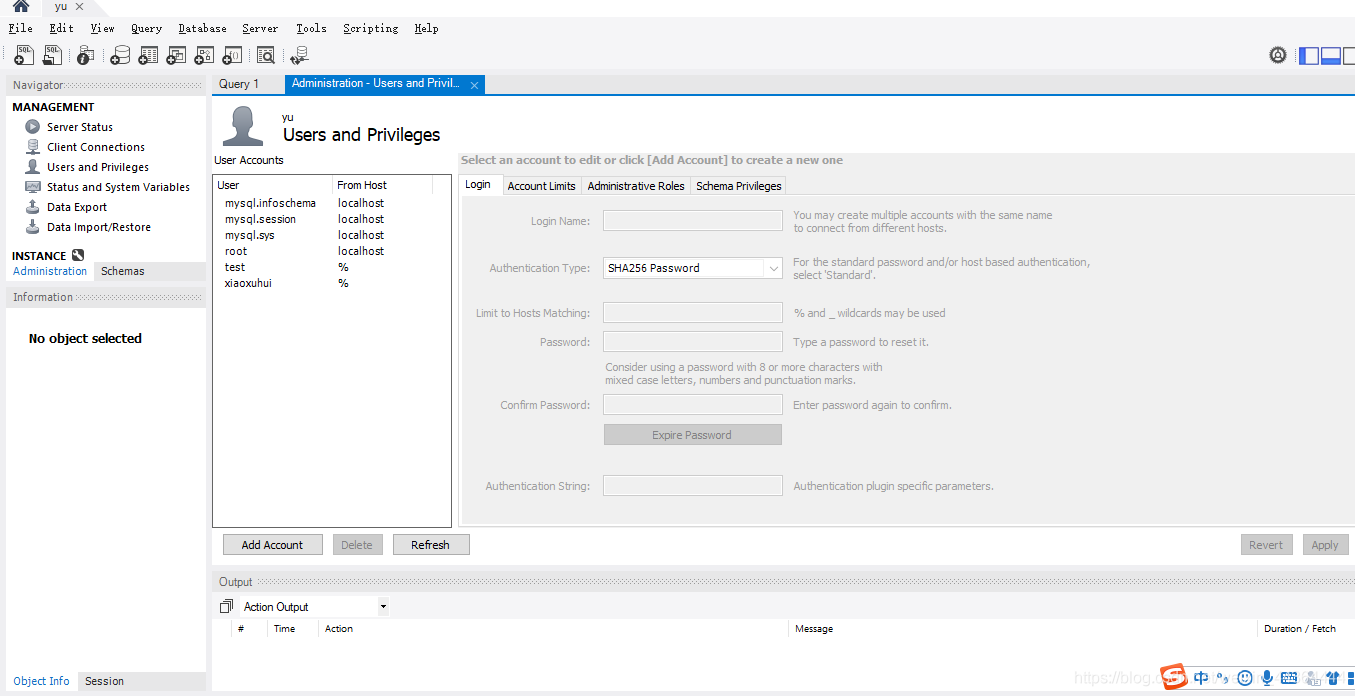 yu
File Edit View Query Database Server Tools Scripting Help
Navigator
MANAGEMENT
Server Status
Client Connections
Users and Privileges
Status and System Variables
Data Export
Data Import/Restore
INSTANCE
Administration Schemas
Information
No object selected
Object Info Session
Query 1 Administration - Users and Privil...
yu
Users and Privileges
User Accounts
User From Host
mysql.infoschema localhost
mysql.session localhost
mysql.sys localhost
root localhost
test %
xiaoxuhui %
Add Account Delete Refresh
Select an account to edit or click [Add Account] to create a new one
Login Account Limits Administrative Roles Schema Privileges
Login Name: You may create multiple accounts with the same name
to connect from different hosts.
Authentication Type: SHA256 Password For the standard password and/or host based authentication,
select 'Standard'.
Limit to Hosts Matching: % and _ wildcards may be used
Password: Type a password to reset it.
Consider using a password with 8 or more characters with
mixed case letters, numbers and punctuation marks.
Confirm Password: Enter password again to confirm.
Expire Password
Authentication String: Authentication plugin specific parameters.
Revert Apply
Output
Action Output
# Time Action Message Duration / Fetch
https://blog.
中